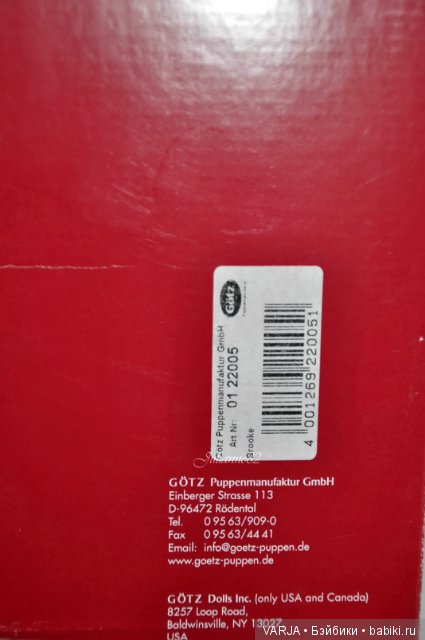 GÖTZ
Götz Puppenmanufaktur GmbH
Art.Nr.: 01 22005
Brooke
4 001269 220051
GÖTZ Puppenmanufaktur GmbH
Einberger Strasse 113
D-96472 Rödental
Tel. 0 95 63/909-0
Fax 0 95 63/44 41
Email: info@goetz-puppen.de
www.goetz-puppen.de
GÖTZ Dolls Inc. (only USA and Canada)
8257 Loop Road,
Baldwinsville, NY 13027
USA
VARJA • Бэйбики • babiki.ru